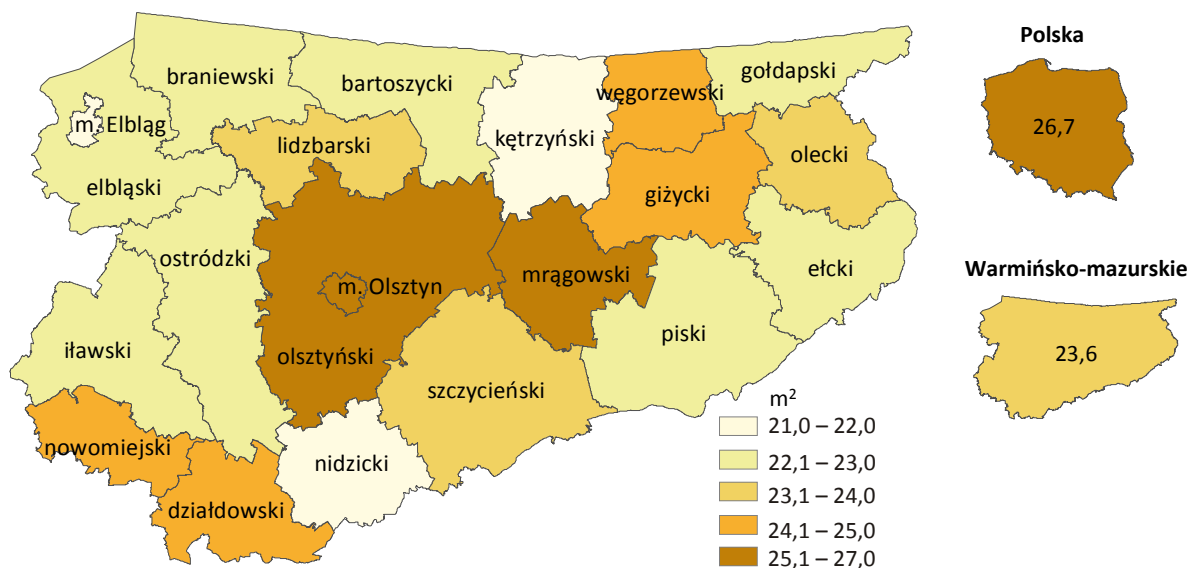 braniewski
bartoszycki
gołdapski
węgorzewski
m. Elbląg
kętrzyński
lidzbarski
olecki
elbląski
giżycki
ostródzki
mrągowski
ełcki
m. Olsztyn
iławski
olsztyński
piski
szczycieński
nowomiejski
nidzicki
działdowski
m²
21,0 – 22,0
22,1 – 23,0
23,1 – 24,0
24,1 – 25,0
25,1 – 27,0
Polska
26,7
Warmińsko-mazurskie
23,6